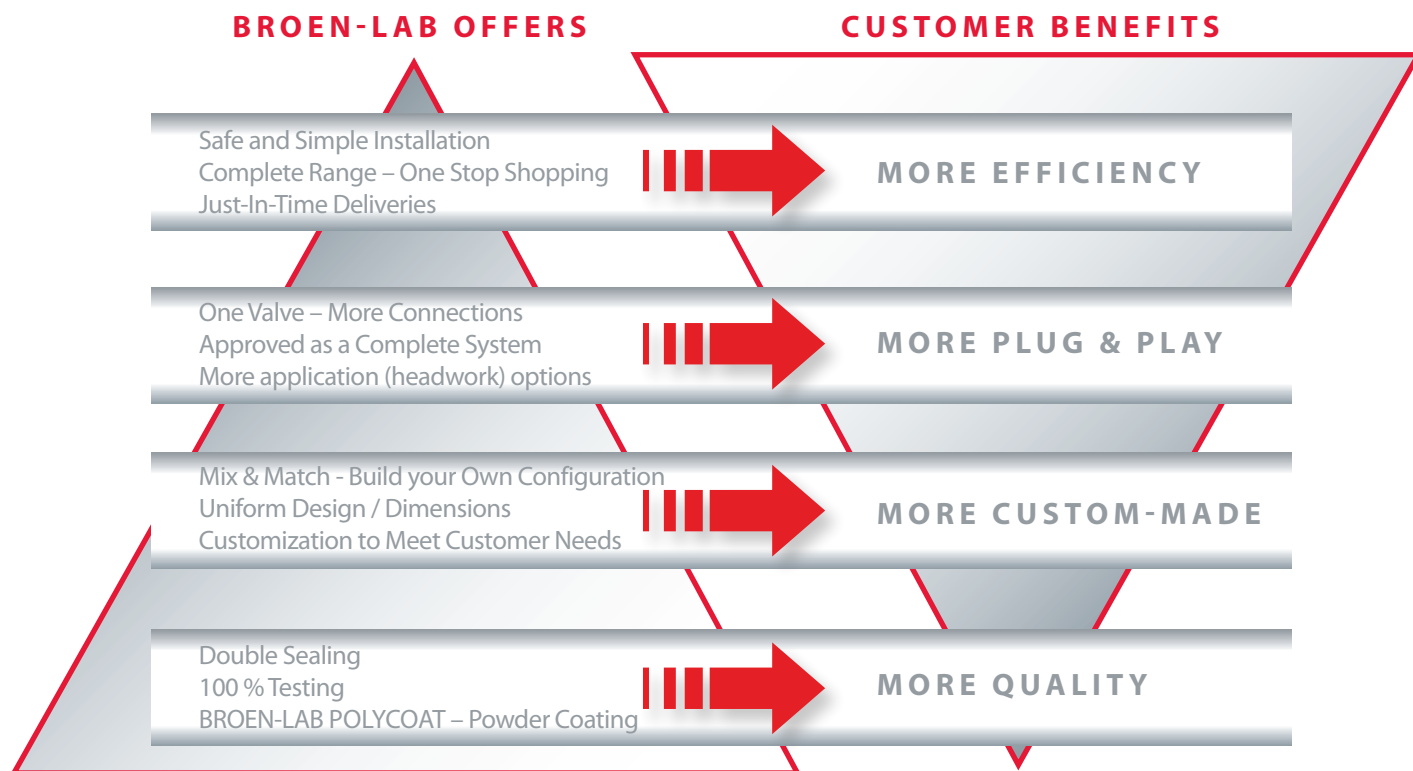 BROEN-LAB OFFERS
CUSTOMER BENEFITS
Safe and Simple Installation
Complete Range – One Stop Shopping
Just-In-Time Deliveries
MORE EFFICIENCY
One Valve – More Connections
Approved as a Complete System
More application (headwork) options
MORE PLUG & PLAY
Mix & Match - Build your Own Configuration
Uniform Design / Dimensions
Customization to Meet Customer Needs
MORE CUSTOM-MADE
Double Sealing
100 % Testing
BROEN-LAB POLYCOAT – Powder Coating
MORE QUALITY